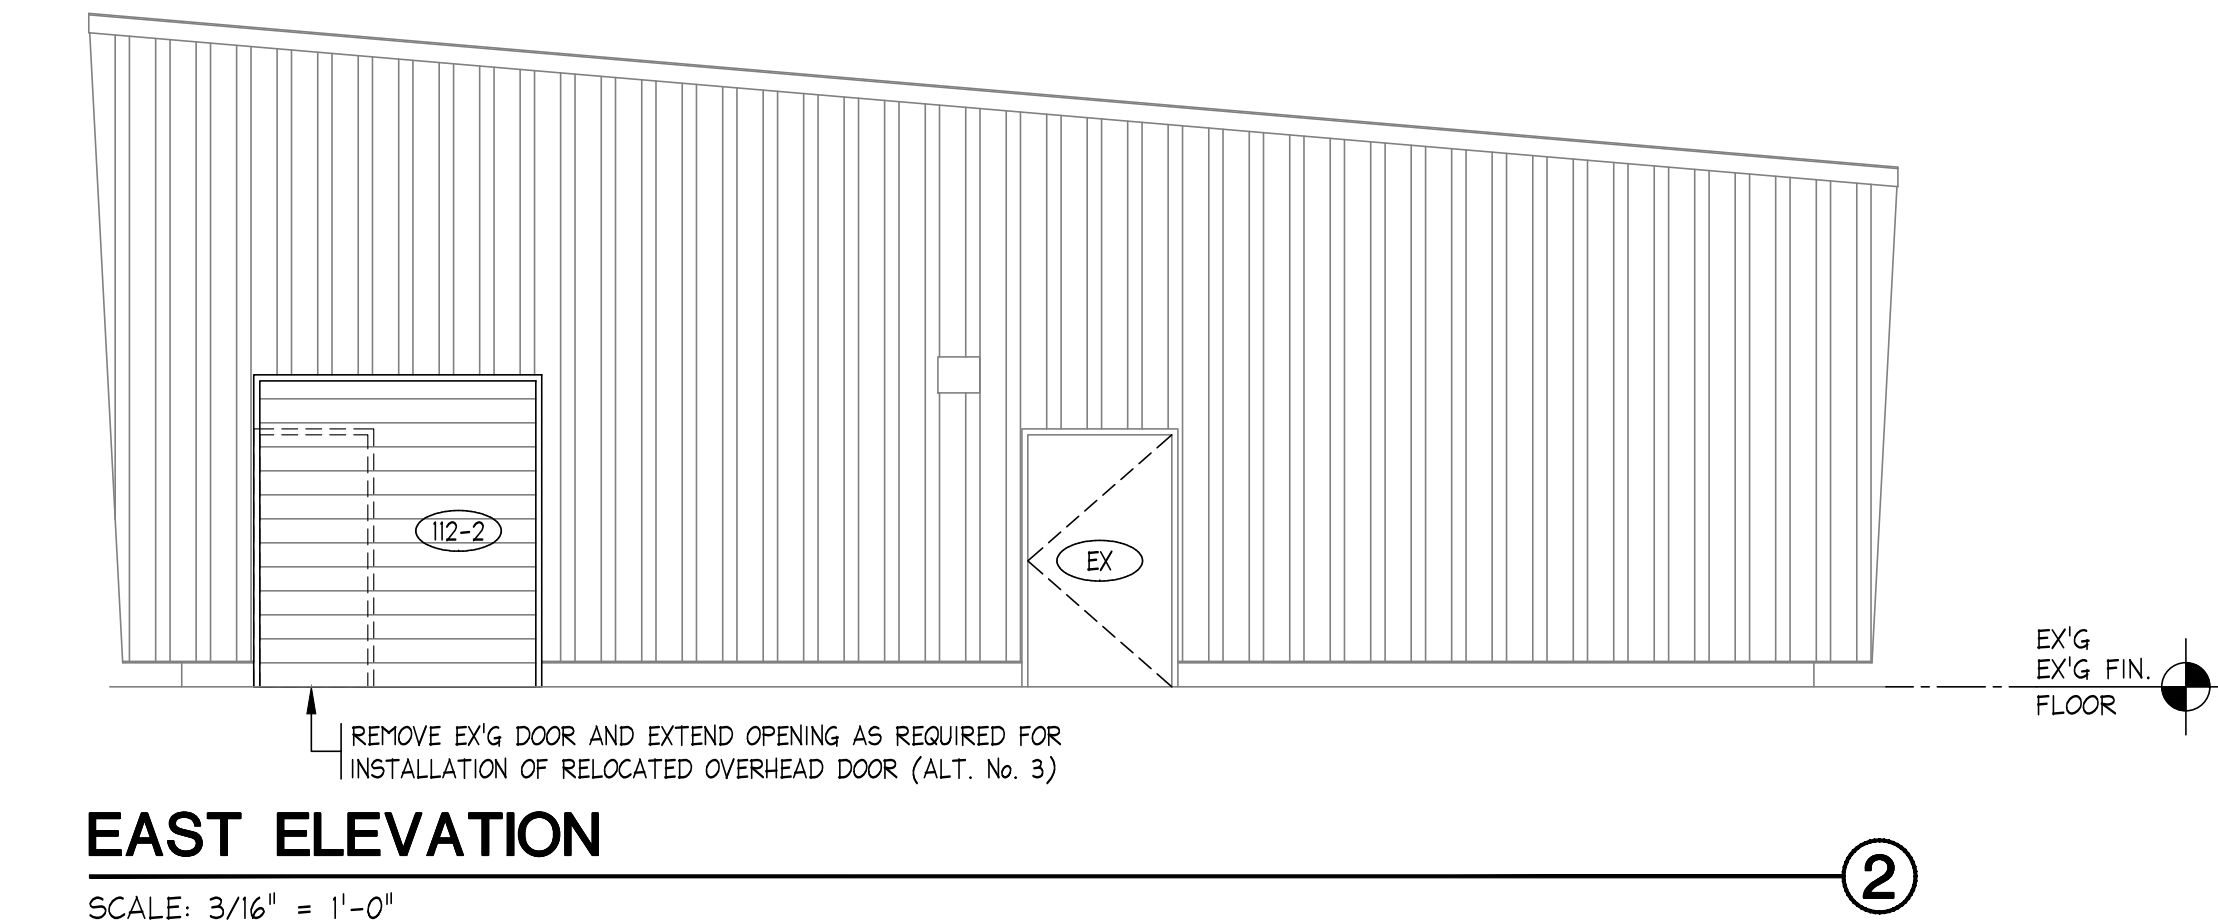 112-2
EX
EX'G
EX'G FIN.
FLOOR
REMOVE EX'G DOOR AND EXTEND OPENING AS REQUIRED FOR
INSTALLATION OF RELOCATED OVERHEAD DOOR (ALT. No. 3)
EAST ELEVATION
2
SCALE: 3/16" = 1'-0"